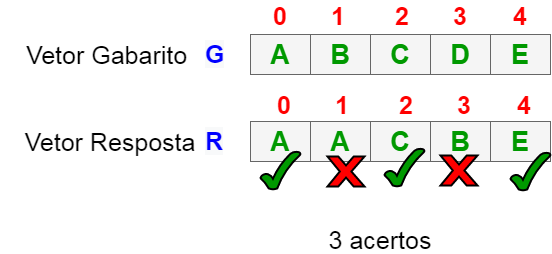 0 1 2 3 4
Vetor Gabarito G A B C D E
0 1 2 3 4
Vetor Resposta R A A C B E
3 acertos